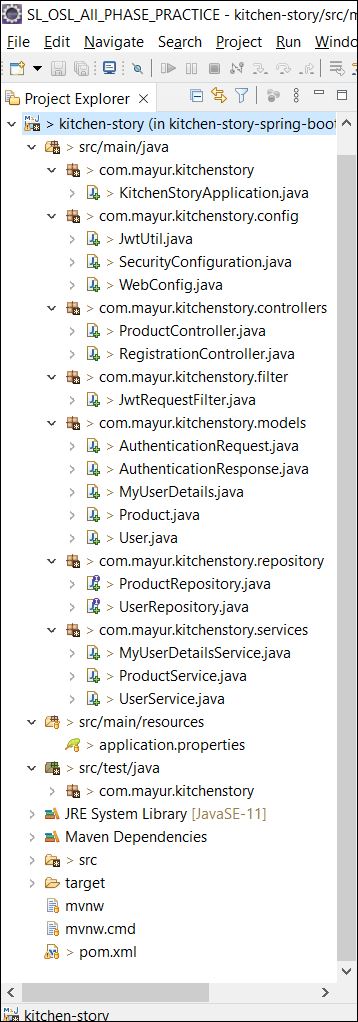 SL_OSL_All_PHASE_PRACTICE - kitchen-story/src/m
File Edit Navigate Search Project Run Windo
Project Explorer
> kitchen-story (in kitchen-story-spring-boot
> src/main/java
> com.mayur.kitchenstory
> KitchenStoryApplication.java
> com.mayur.kitchenstory.config
> JwtUtil.java
> SecurityConfiguration.java
> WebConfig.java
> com.mayur.kitchenstory.controllers
> ProductController.java
> RegistrationController.java
> com.mayur.kitchenstory.filter
> JwtRequestFilter.java
> com.mayur.kitchenstory.models
> AuthenticationRequest.java
> AuthenticationResponse.java
> MyUserDetails.java
> Product.java
> User.java
> com.mayur.kitchenstory.repository
> ProductRepository.java
> UserRepository.java
> com.mayur.kitchenstory.services
> MyUserDetailsService.java
> ProductService.java
> UserService.java
> src/main/resources
> application.properties
> src/test/java
> com.mayur.kitchenstory
JRE System Library [JavaSE-11]
Maven Dependencies
> src
target
mvnw
mvnw.cmd
> pom.xml
kitchen-story